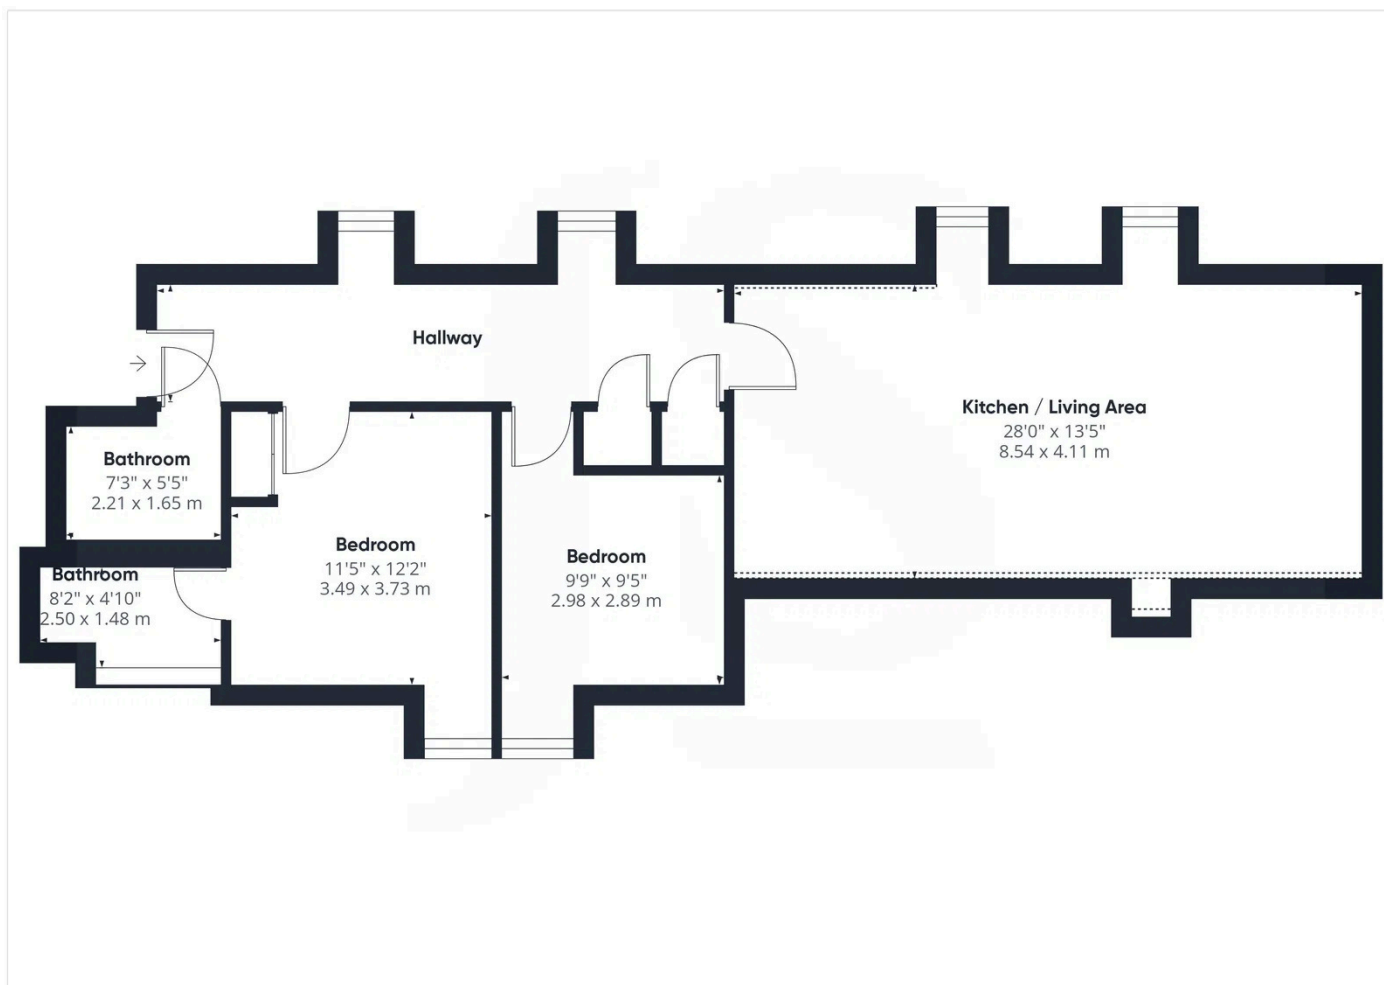 Hallway
Kitchen / Living Area
28'0" x 13'5"
8.54 x 4.11 m
Bathroom
7'3" x 5'5"
2.21 x 1.65 m
Bedroom
11'5" x 12'2"
3.49 x 3.73 m
Bedroom
9'9" x 9'5"
2.98 x 2.89 m
Bathroom
8'2" x 4'10"
2.50 x 1.48 m